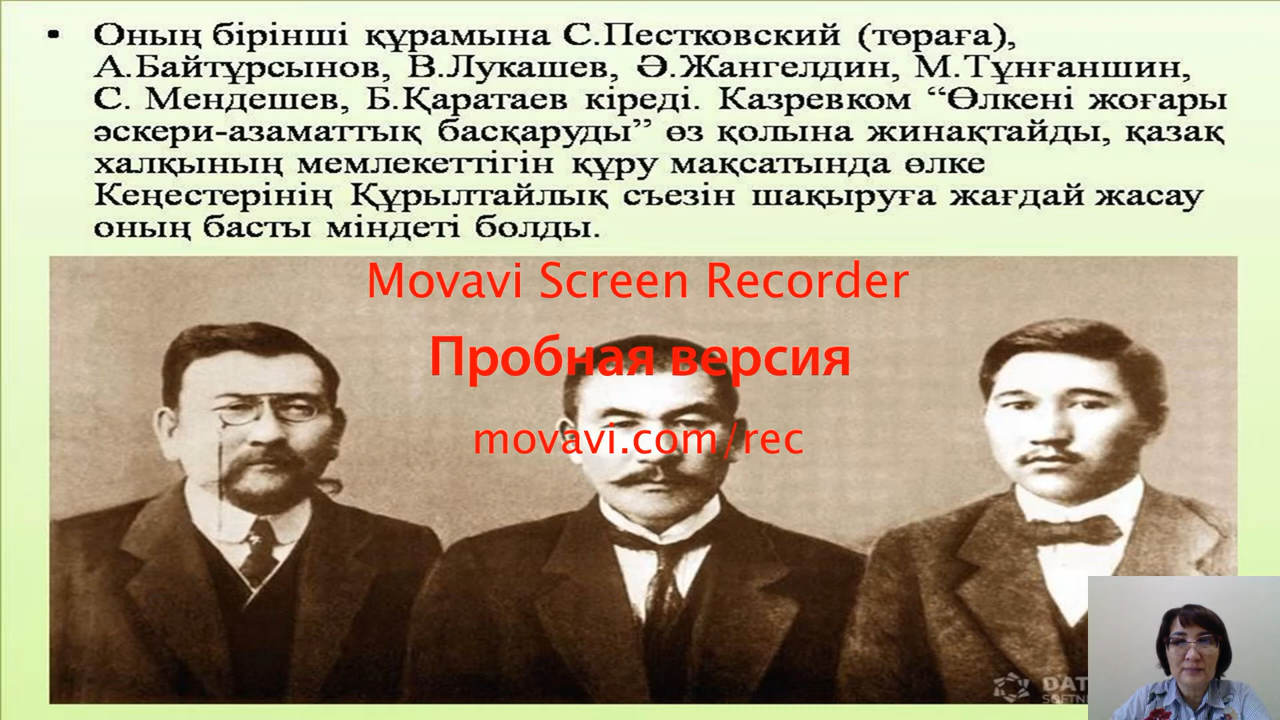 • Оның бірінші құрамына С.Пестковский (төраға),
А.Байтұрсынов, В.Лукашев, Ә.Жангелдин, М.Тұнғаншин,
С. Мендешев, Б.Қаратаев кіреді. Казревком “Өлкені жоғары
әскери-азаматтық басқаруды” өз қолына жинақтайды, қазақ
халқының мемлекеттігін құру мақсатында өлке
Кеңестерінің Құрылтайлық съезін шақыруға жағдай жасау
оның басты міндеті болды.
Movavi Screen Recorder
Пробная версия
movavi.com/rec
DAT